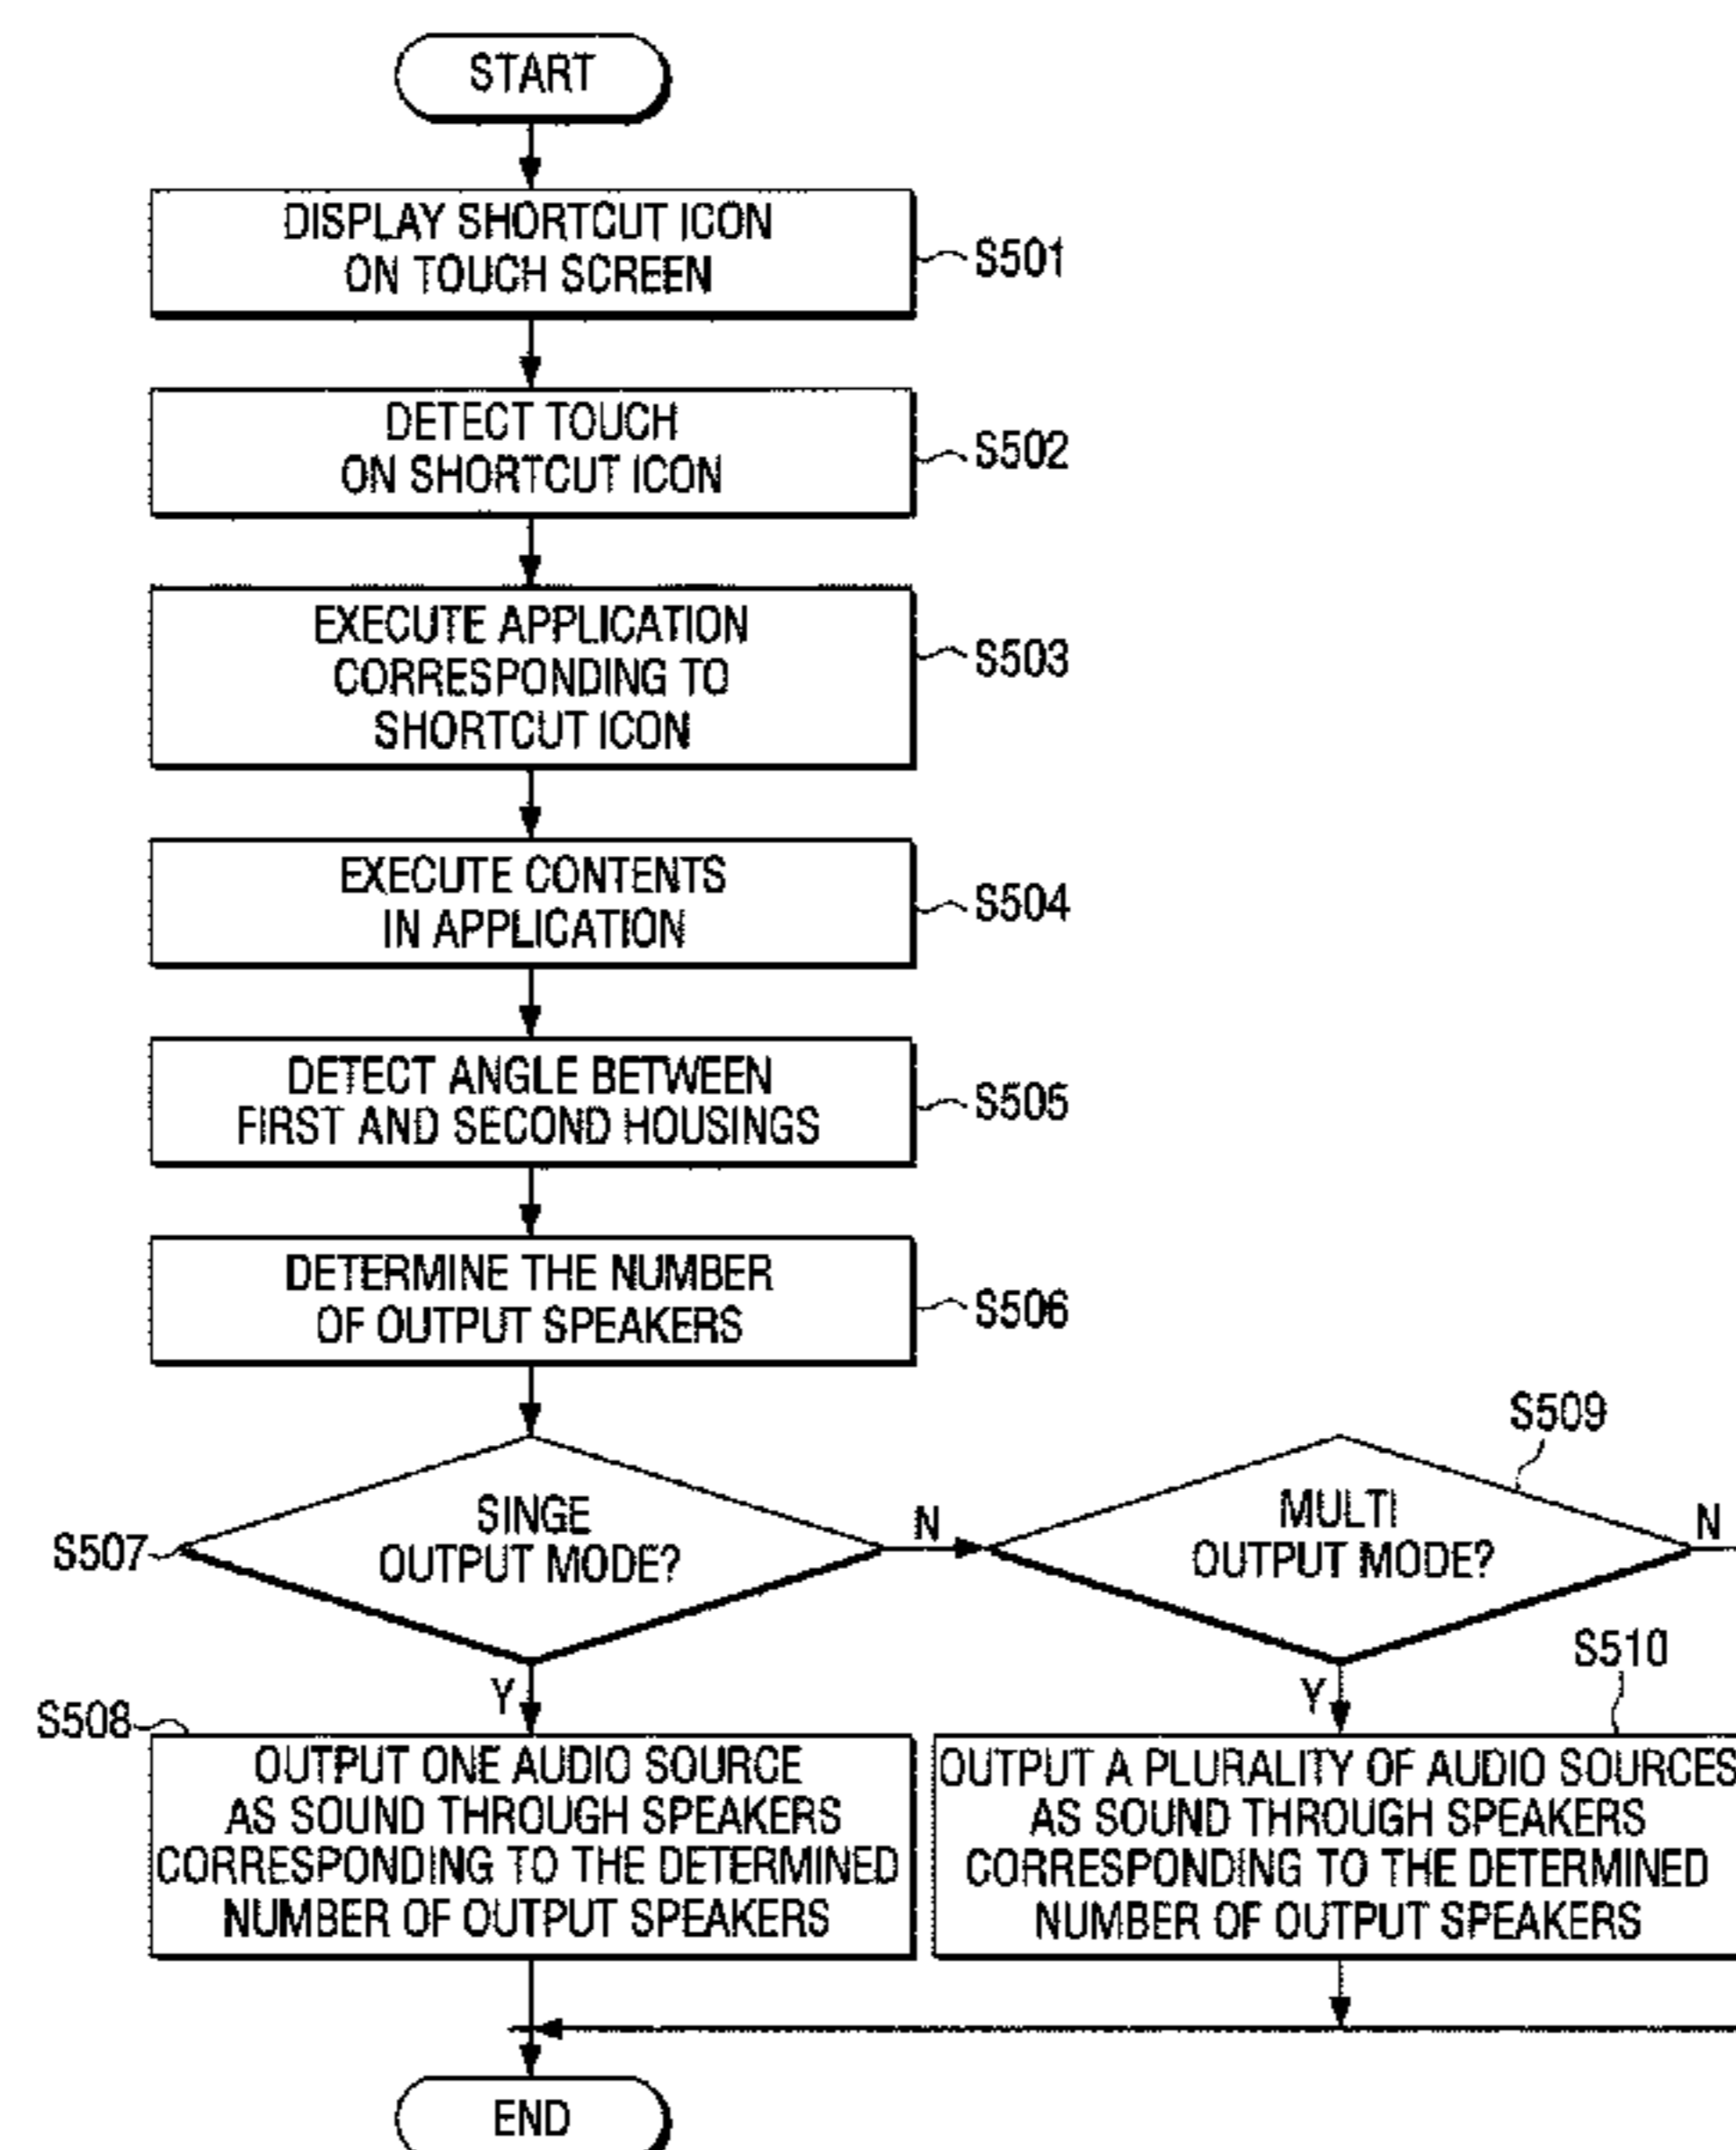 START
DISPLAY SHORTCUT ICON
ON TOUCH SCREEN
S501
DETECT TOUCH
ON SHORTCUT ICON
S502
EXECUTE APPLICATION
CORRESPONDING TO
SHORTCUT ICON
S503
EXECUTE CONTENTS
IN APPLICATION
S504
DETECT ANGLE BETWEEN
FIRST AND SECOND HOUSINGS
S505
DETERMINE THE NUMBER
OF OUTPUT SPEAKERS
S506
S507
SINGE
OUTPUT MODE?
N
S509
MULTI
OUTPUT MODE?
N
Y
S508
OUTPUT ONE AUDIO SOURCE
AS SOUND THROUGH SPEAKERS
CORRESPONDING TO THE DETERMINED
NUMBER OF OUTPUT SPEAKERS
Y
S510
OUTPUT A PLURALITY OF AUDIO SOURCES
AS SOUND THROUGH SPEAKERS
CORRESPONDING TO THE DETERMINED
NUMBER OF OUTPUT SPEAKERS
END